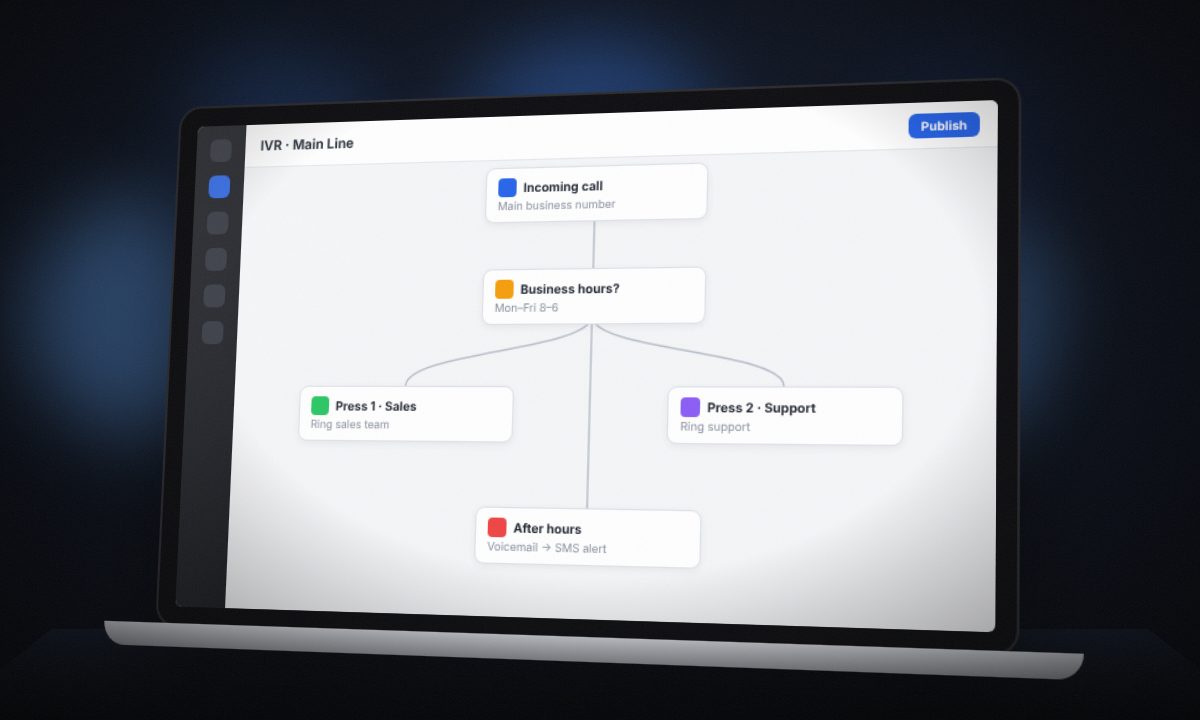 IVR · Main Line
Publish
Incoming call
Main business number
Business hours?
Mon–Fri 8–6
Press 1 · Sales
Ring sales team
Press 2 · Support
Ring support
After hours
Voicemail → SMS alert